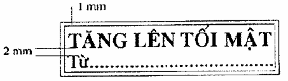 1 mm
TĂNG LÊN TỐI MẬT
2 mm
Từ........................................